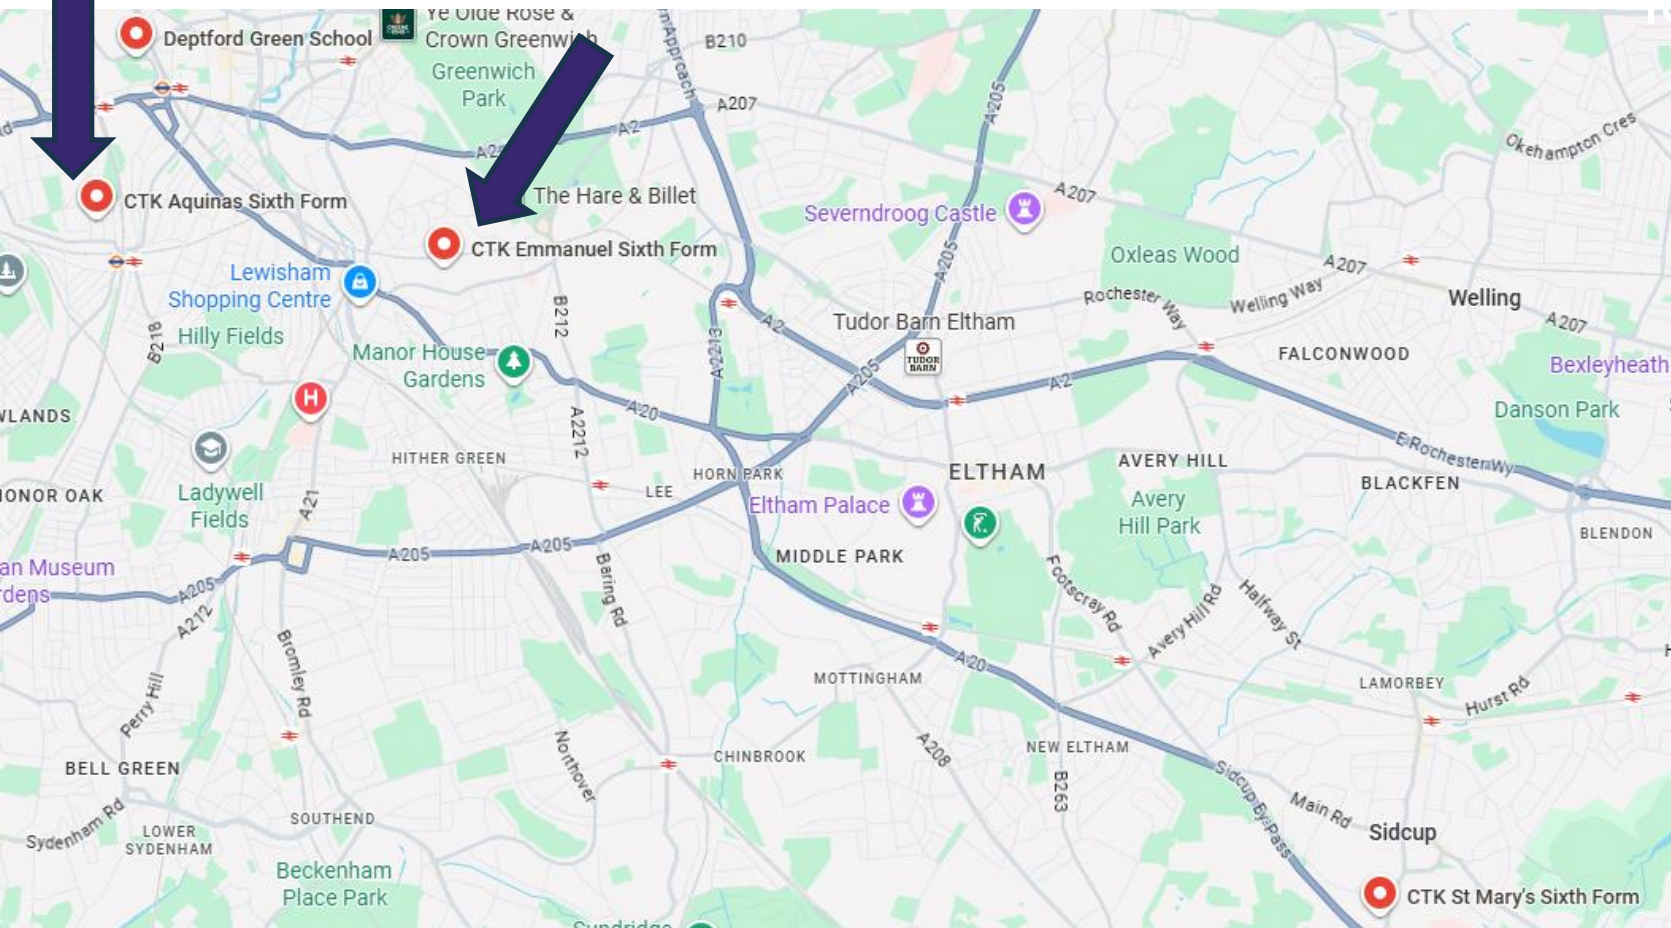 Ye Olde Rose &
Crown Greenwich
Deptford Green School
Greenwich
Park
B210
A207
A2
A2
A205
Okehampton Cres
CTK Aquinas Sixth Form
The Hare & Billet
A207
Severndroog Castle
CTK Emmanuel Sixth Form
Oxleas Wood
A205
A207
Lewisham
Shopping Centre
Rochester Way
Welling Way
Welling
B212
B218
Hilly Fields
A2213
A2
Tudor Barn Eltham
TUDOR
BARN
A207
FALCONWOOD
Manor House
Gardens
A205
A2
Bexleyheath
H
A20
Danson Park
A2212
HITHER GREEN
E Rochester Wy
HORN PARK
ELTHAM
AVERY HILL
BLACKFEN
LEE
Ladywell
Fields
A21
Eltham Palace
Avery
Hill Park
BLENDON
A205
A205
MIDDLE PARK
A205
A212
Baring Rd
Footscray Rd
Avery Hill Rd
Halfway St
Bromley Rd
A20
Perry Hill
MOTTINGHAM
LAMORBEY
Hurst Rd
Northover
CHINBROOK
A208
NEW ELTHAM
BELL GREEN
B263
Sidcup By-Pass
Main Rd
Sydenham Rd
LOWER
SYDENHAM
SOUTHEND
Sidcup
Beckenham
Place Park
CTK St Mary's Sixth Form
Sundridge